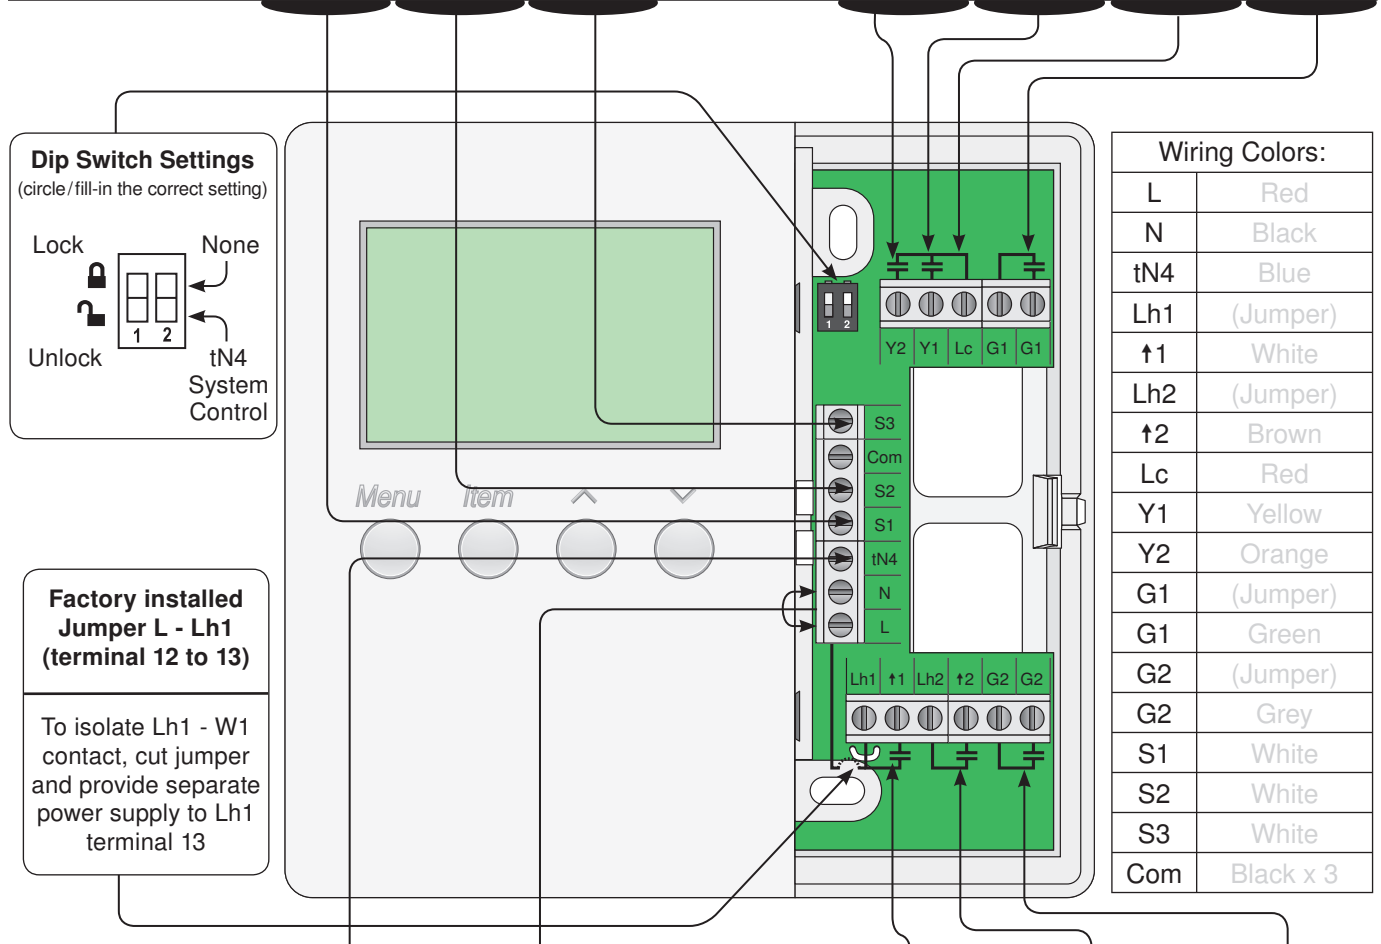 Dip Switch Settings
(circle/fill-in the correct setting)
Lock
None
1 2
Unlock
tN4
System
Control
Factory installed
Jumper L - Lh1
(terminal 12 to 13)
To isolate Lh1 - W1
contact, cut jumper
and provide separate
power supply to Lh1
terminal 13
Menu Item
1 2
Y2 Y1 Lc G1 G1
S3
Com
S2
S1
tN4
N
L
Lh1 ↑1 Lh2 ↑2 G2 G2
Wiring Colors:
L Red
N Black
tN4 Blue
Lh1 (Jumper)
↑1 White
Lh2 (Jumper)
↑2 Brown
Lc Red
Y1 Yellow
Y2 Orange
G1 (Jumper)
G1 Green
G2 (Jumper)
G2 Grey
S1 White
S2 White
S3 White
Com Black x 3